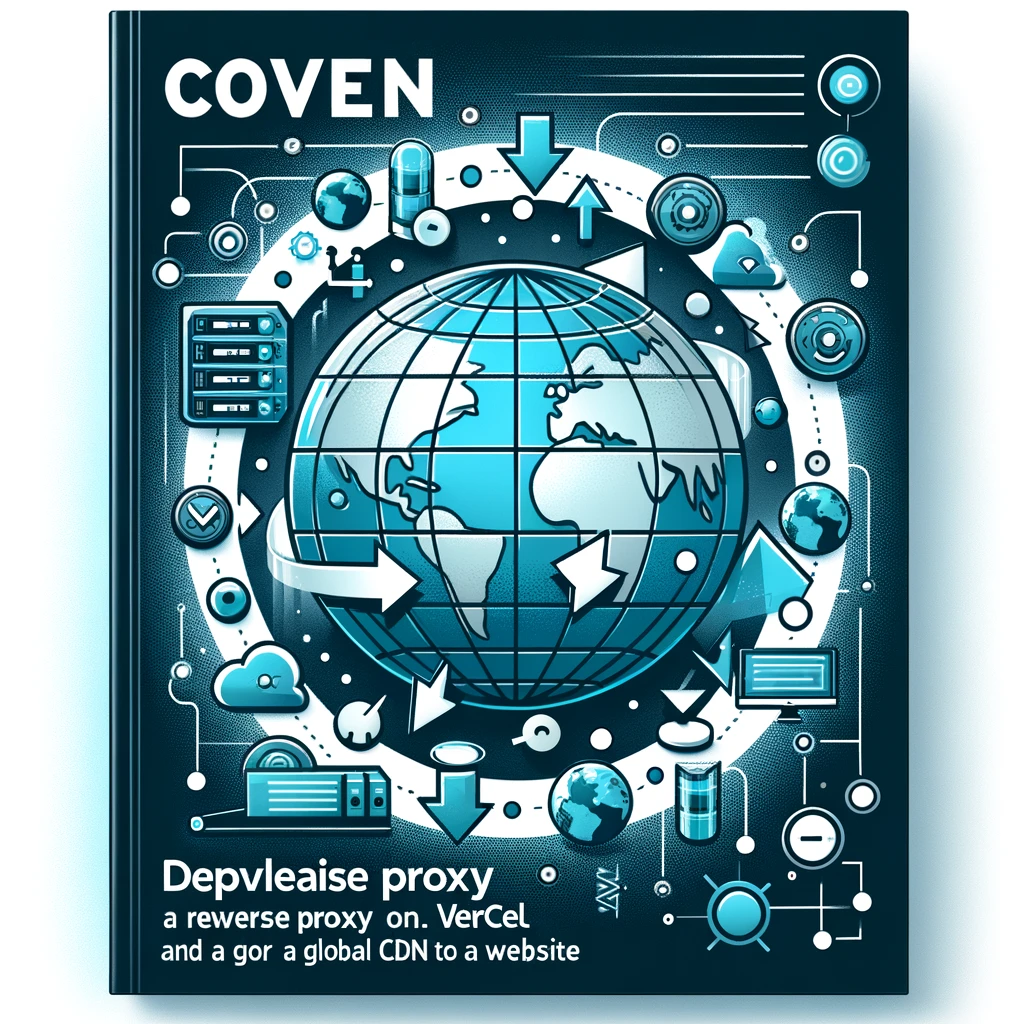 COVEN
Depvleaise proxy
a rewerse proxy on. VerCel
and a gor a global CDN to a website